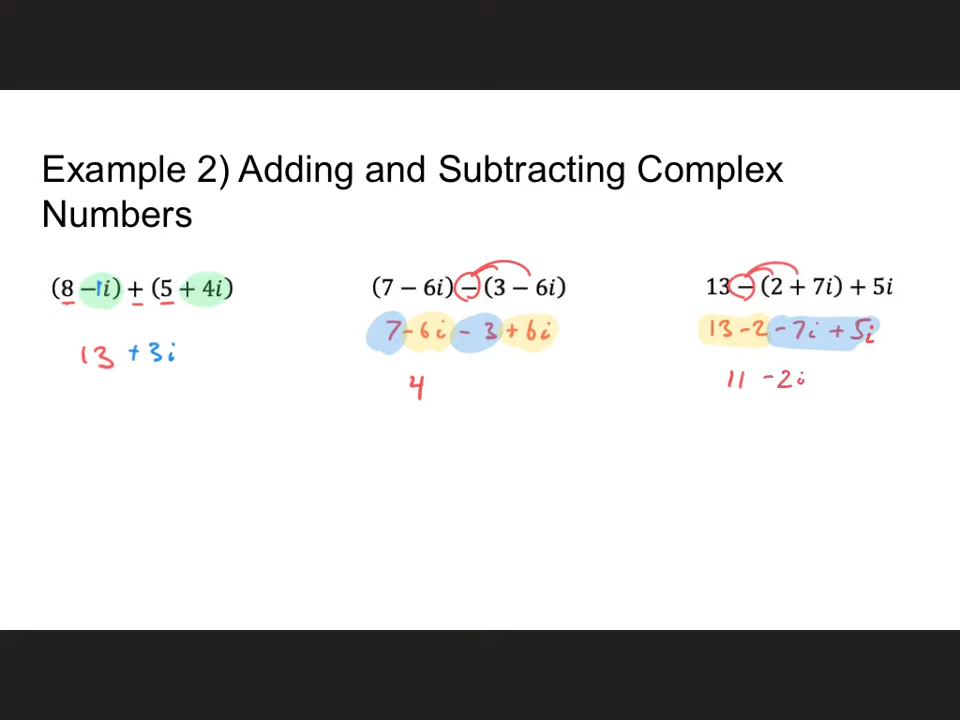 Example 2) Adding and Subtracting Complex
Numbers
(8 −1i) + (5 + 4i)
13 + 3i
(7 − 6i) − (3 − 6i)
7 - 6i - 3 + 6i
4
13 − (2 + 7i) + 5i
13 - 2 - 7i + 5i
11 - 2i